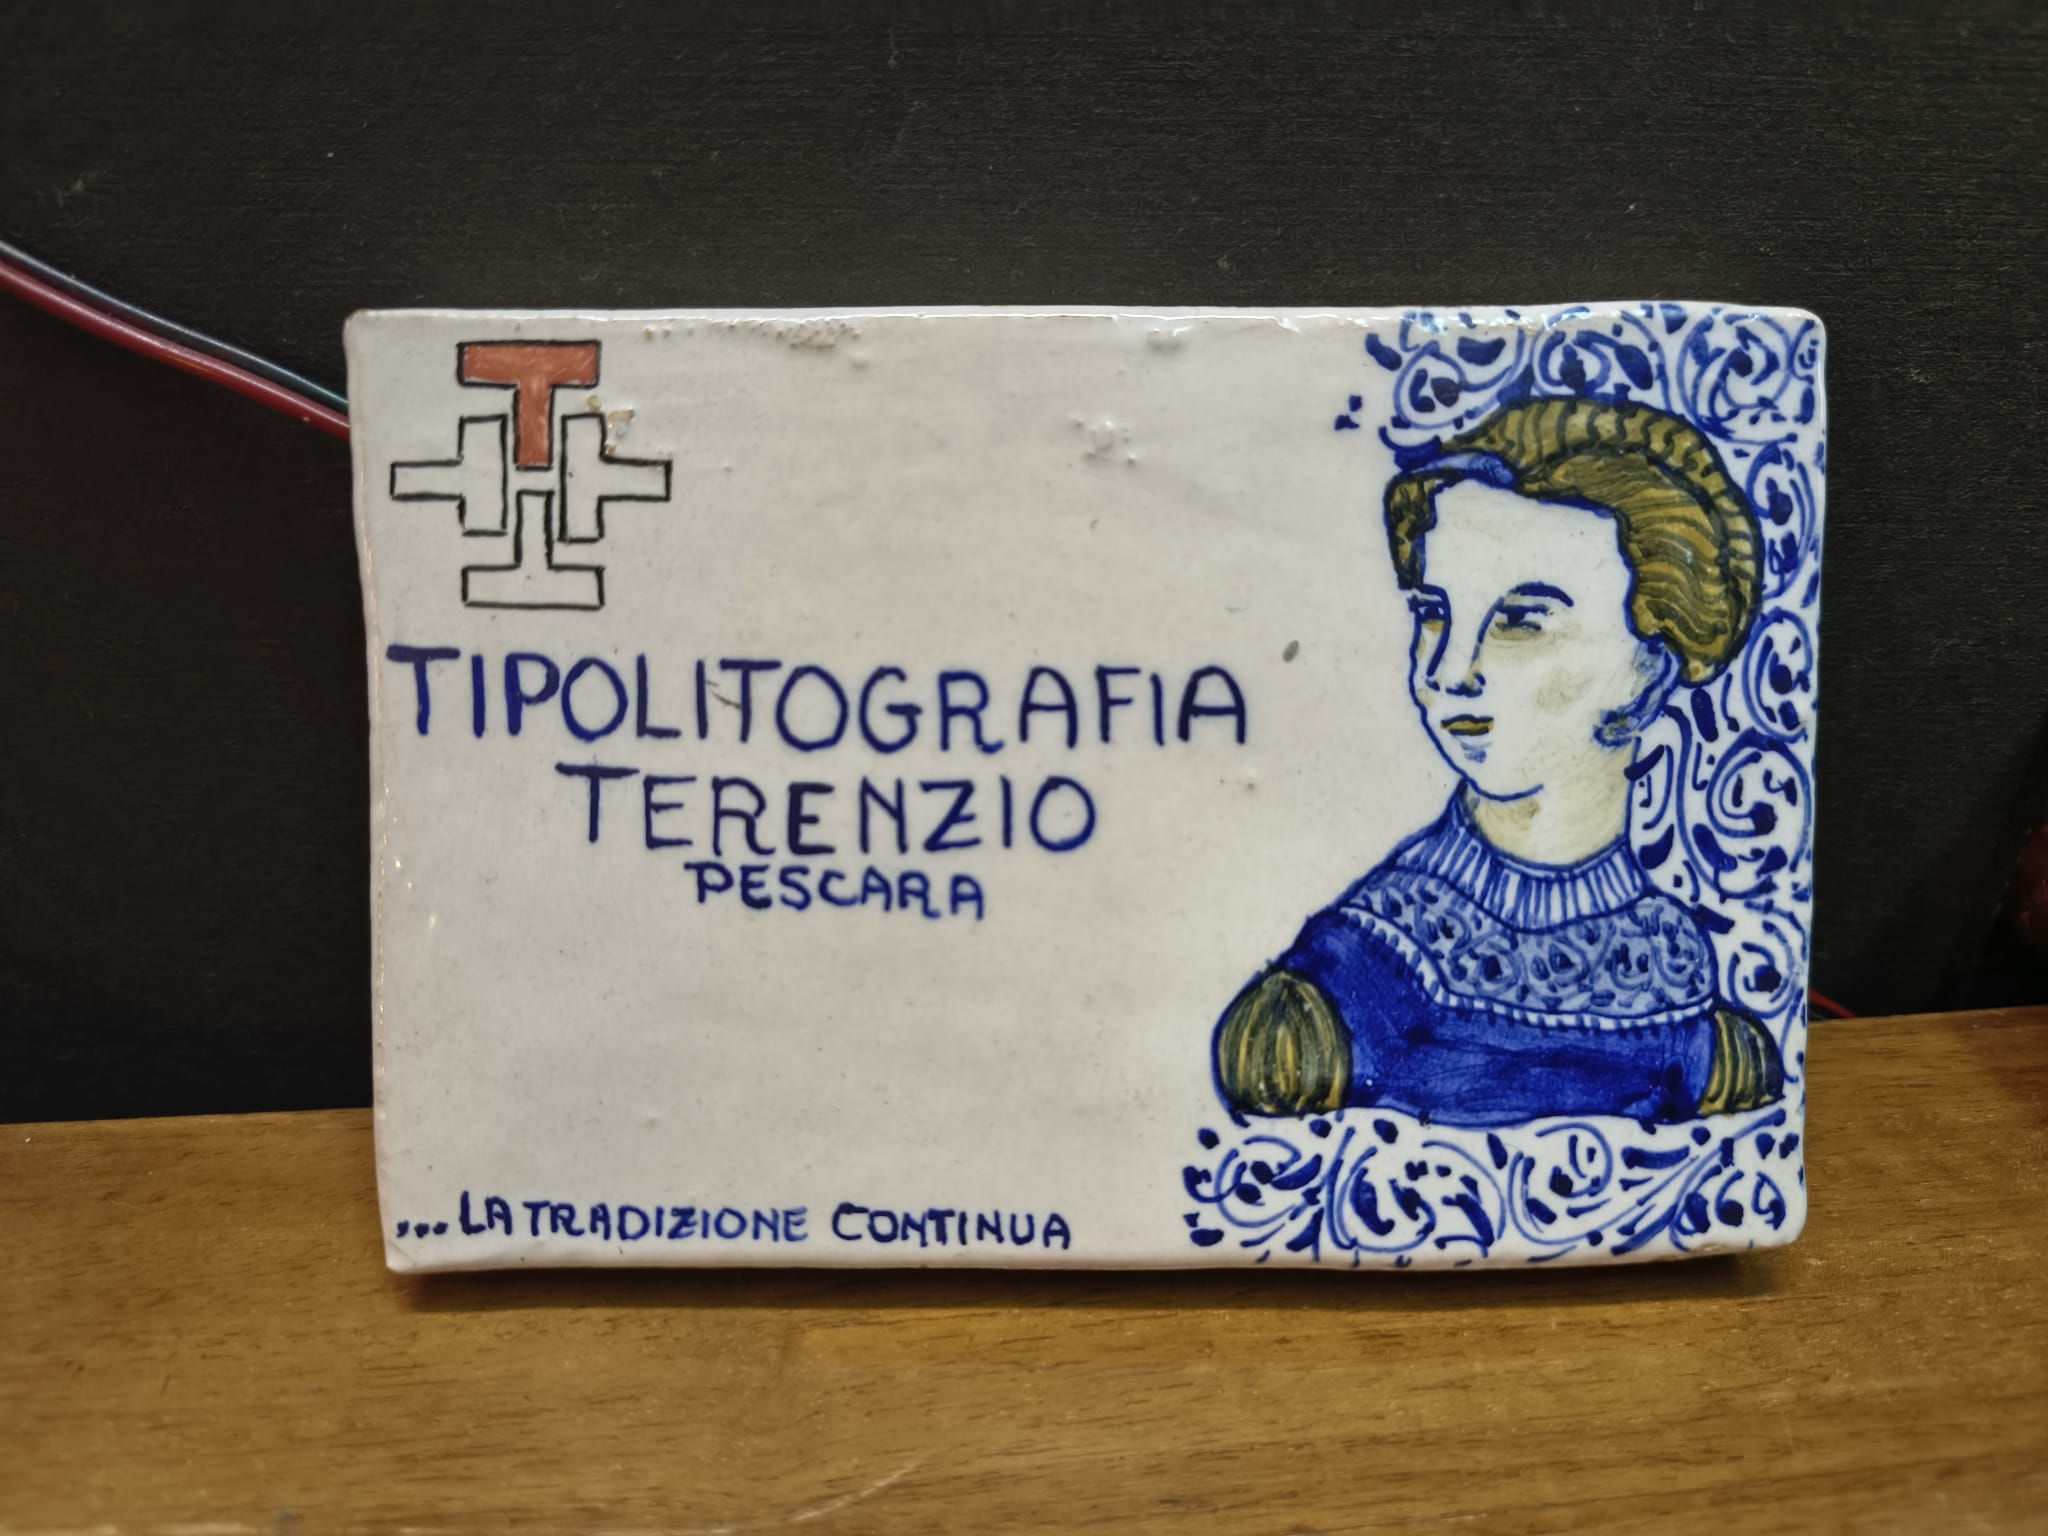 TIPOLITOGRAFIA
TERENZIO
PESCARA
...LA TRADIZIONE CONTINUA